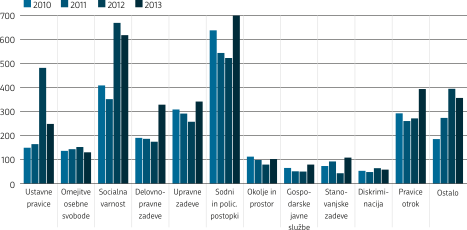 2010 2011 2012 2013
700
600
500
400
300
200
100
0
Ustavne pravice
Omejitve osebne svobode
Socialna varnost
Delovno- pravne zadeve
Upravne zadeve
Sodni in polic. postopki
Okolje in prostor
Gospo- darske javne službe
Stano- vanjske zadeve
Diskrimi- nacija
Pravice otrok
Ostalo